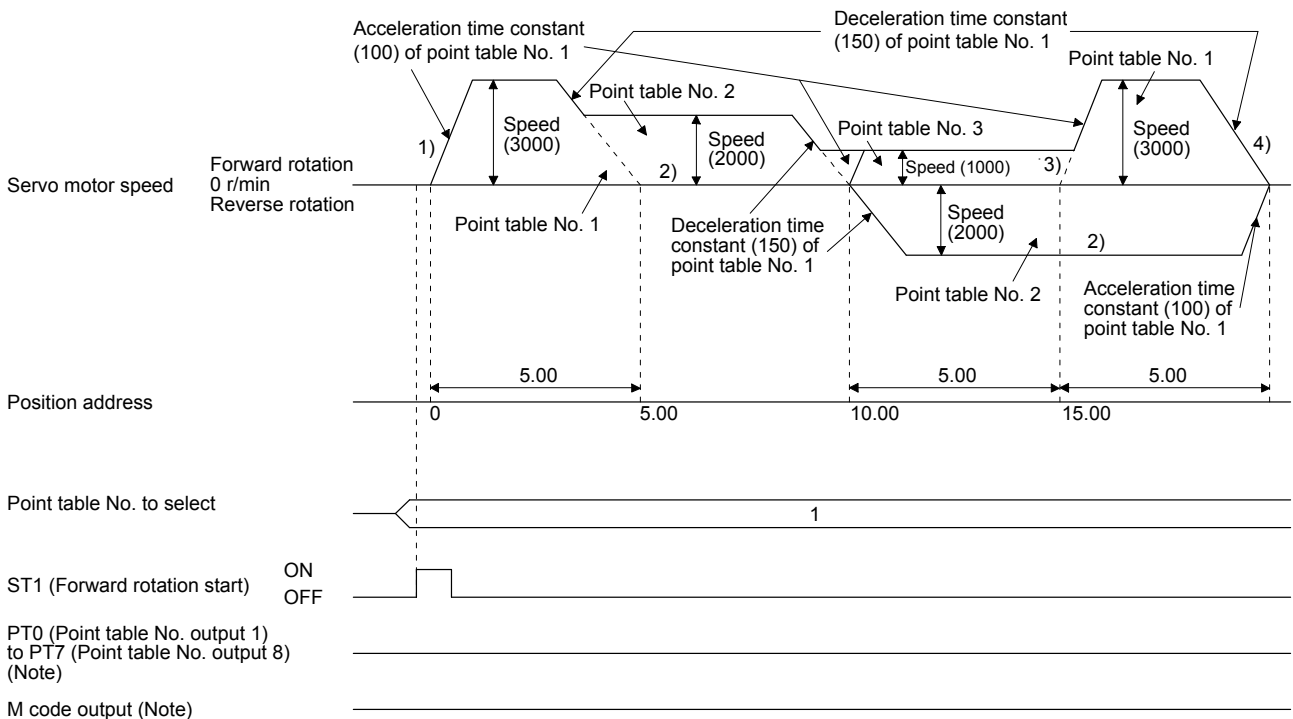 Acceleration time constant
(100) of point table No. 1
Deceleration time constant
(150) of point table No. 1
Point table No. 1
Point table No. 2
Point table No. 3
1)
Speed
(3000)
Speed
(2000)
2)
Speed (1000)
3)
Speed
(3000)
4)
Servo motor speed
Forward rotation
0 r/min
Reverse rotation
Point table No. 1
Deceleration time
constant (150) of
point table No. 1
Speed
(2000)
2)
Point table No. 2
Acceleration time
constant (100) of
point table No. 1
5.00
5.00
5.00
Position address
0
5.00
10.00
15.00
Point table No. to select
1
ST1 (Forward rotation start)
ON
OFF
PT0 (Point table No. output 1)
to PT7 (Point table No. output 8)
(Note)
M code output (Note)